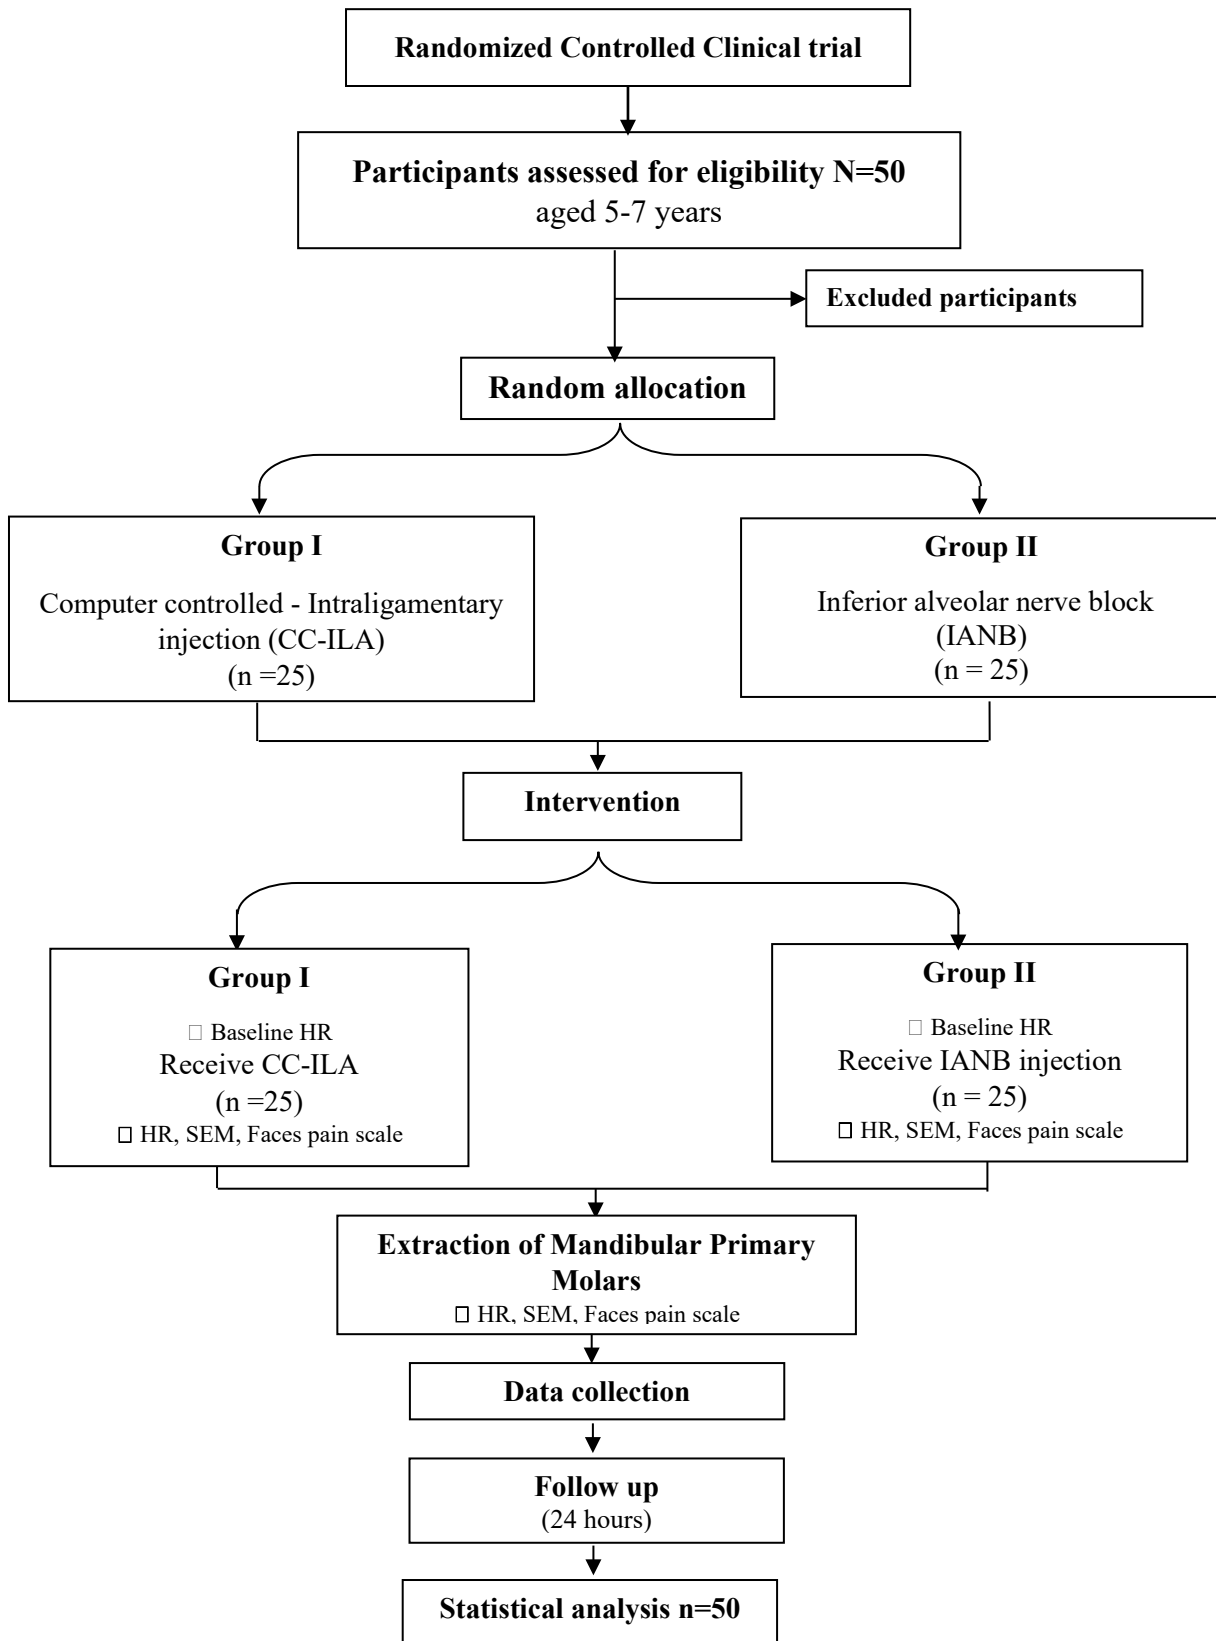 Randomized Controlled Clinical trial
Participants assessed for eligibility N=50
aged 5-7 years
Excluded participants
Random allocation
Group I
Computer controlled - Intraligamentary
injection (CC-ILA)
(n =25)
Group II
Inferior alveolar nerve block
(IANB)
(n = 25)
Intervention
Group I
□ Baseline HR
Receive CC-ILA
(n =25)
□ HR, SEM, Faces pain scale
Group II
□ Baseline HR
Receive IANB injection
(n = 25)
□ HR, SEM, Faces pain scale
Extraction of Mandibular Primary
Molars
□ HR, SEM, Faces pain scale
Data collection
Follow up
(24 hours)
Statistical analysis n=50